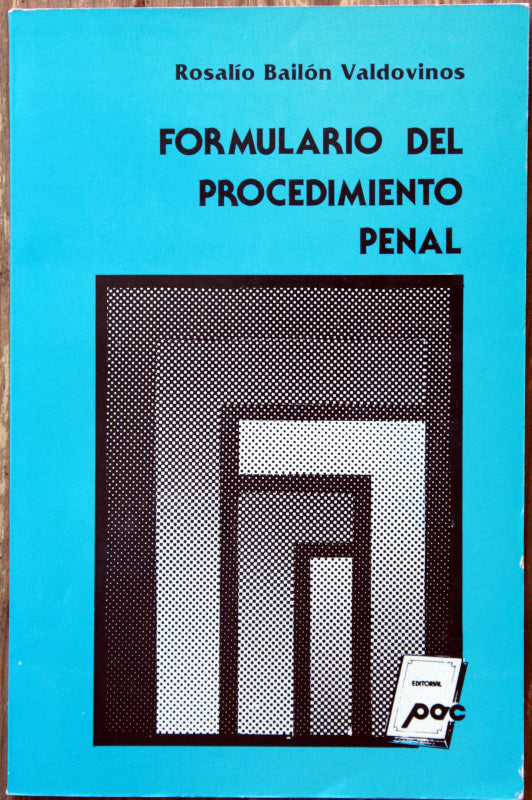 Rosalío Bailón Valdovinos
FORMULARIO DEL
PROCEDIMIENTO
PENAL
EDITORIAL
pac